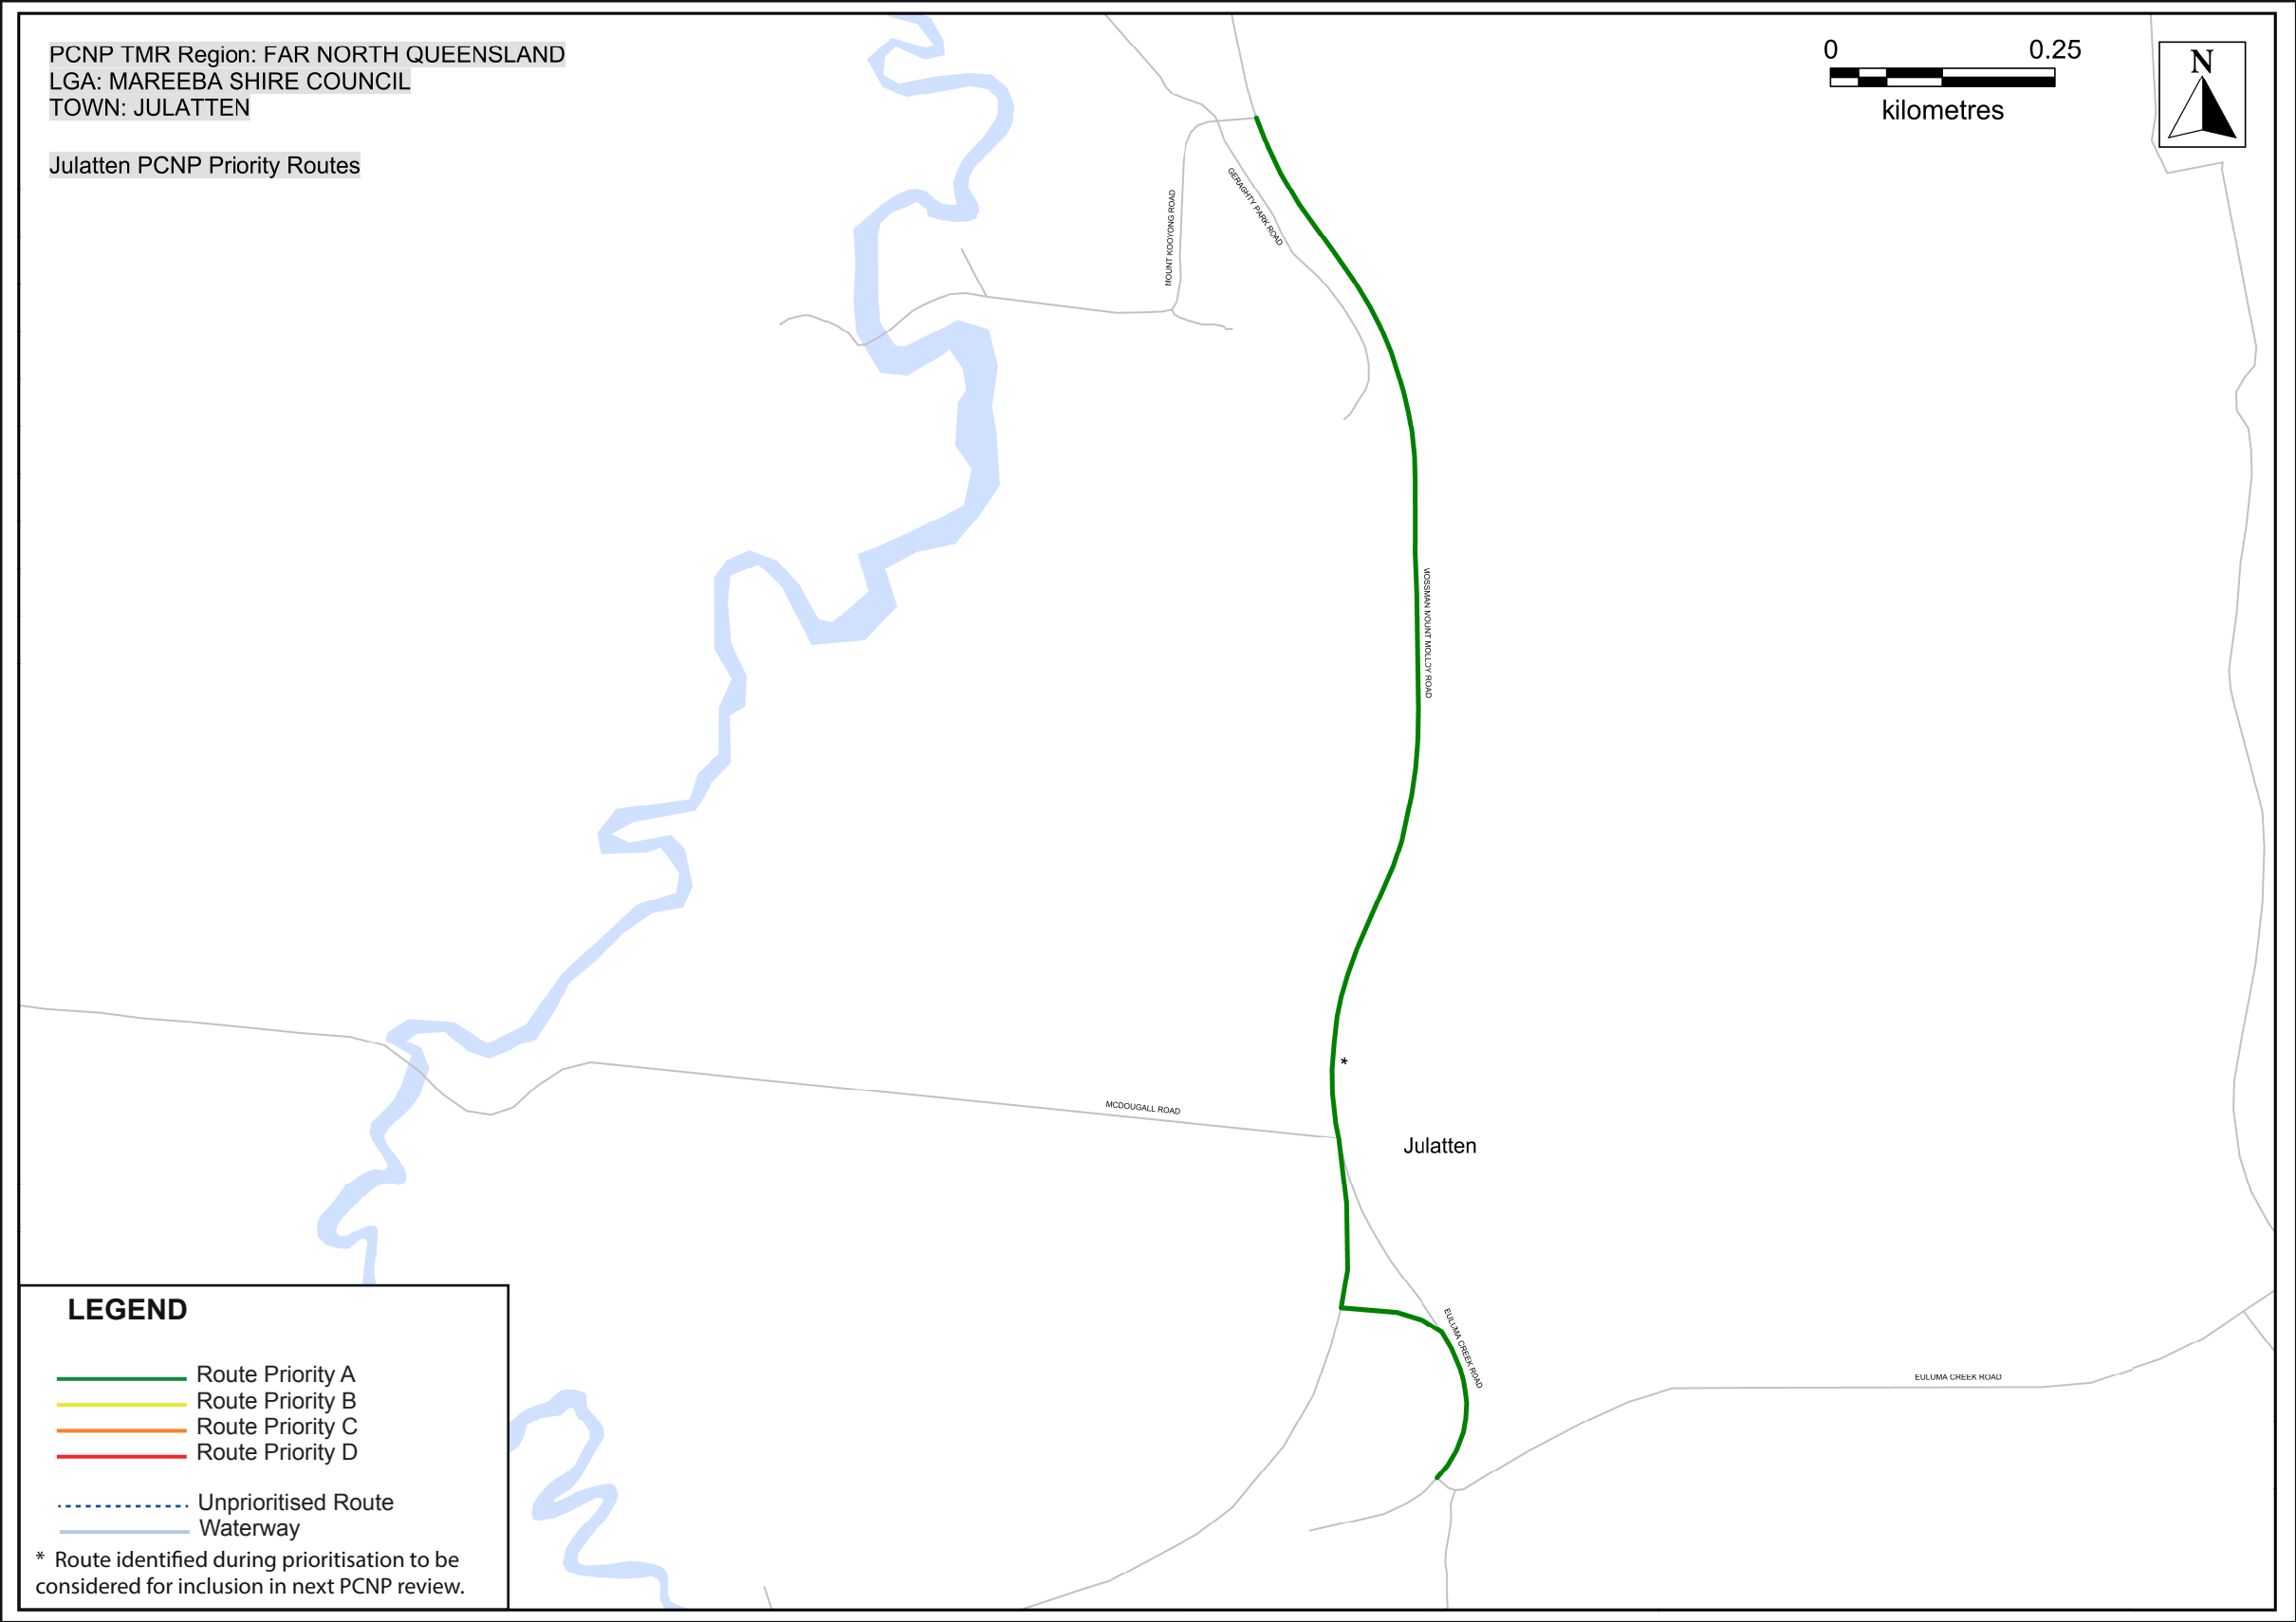 PCNP TMR Region: FAR NORTH QUEENSLAND
LGA: MAREEBA SHIRE COUNCIL
TOWN: JULATTEN
Julatten PCNP Priority Routes
0 0.25
kilometres
N
MOUNT KOOYONG ROAD
GERAGHTY PARK ROAD
MOSSMAN MOUNT MOLLOY ROAD
*
MCDOUGALL ROAD
Julatten
EULUMA CREEK ROAD
EULUMA CREEK ROAD
LEGEND
Route Priority A
Route Priority B
Route Priority C
Route Priority D
Unprioritised Route
Waterway
* Route identified during prioritisation to be
considered for inclusion in next PCNP review.